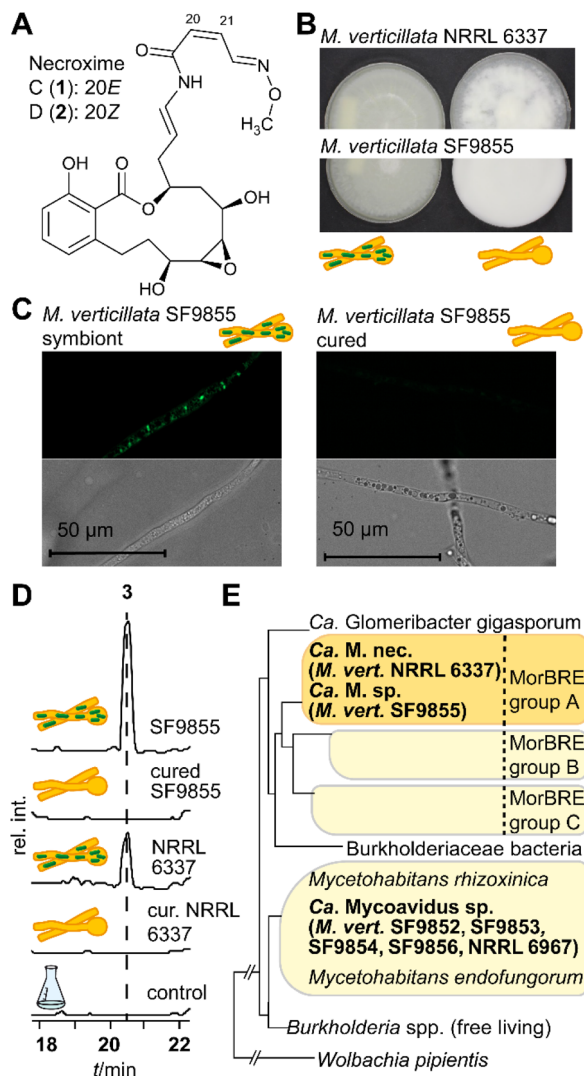 A
Necroxime
C (1): 20E
D (2): 20Z
20
21
O
NH
N
O
H₃C
OH
O
O
OH
O
HO
B
M. verticillata NRRL 6337
M. verticillata SF9855
C
M. verticillata SF9855
symbiont
M. verticillata SF9855
cured
50 µm
50 µm
D
3
SF9855
cured
SF9855
NRRL
6337
cur. NRRL
6337
control
rel. int.
18 20 22
t/min
E
Ca. Glomeribacter gigasporum
Ca. M. nec.
(M. vert. NRRL 6337)
Ca. M. sp.
(M. vert. SF9855)
MorBRE
group A
MorBRE
group B
MorBRE
group C
Burkholderiaceae bacteria
Mycetohabitans rhizoxinica
Ca. Mycoavidus sp.
(M. vert. SF9852, SF9853,
SF9854, SF9856, NRRL 6967)
Mycetohabitans endofungorum
Burkholderia spp. (free living)
Wolbachia pipientis